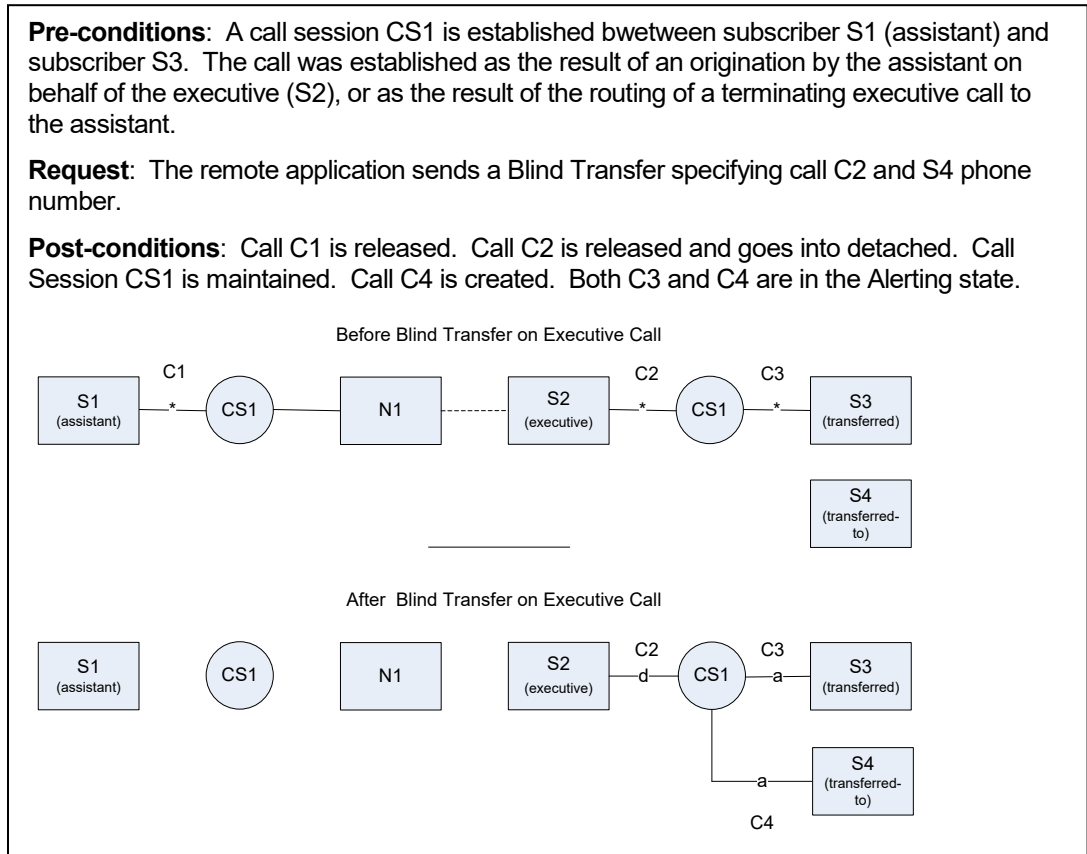 Pre-conditions: A call session CS1 is established bwetween subscriber S1 (assistant) and
subscriber S3. The call was established as the result of an origination by the assistant on
behalf of the executive (S2), or as the result of the routing of a terminating executive call to
the assistant.
Request: The remote application sends a Blind Transfer specifying call C2 and S4 phone
number.
Post-conditions: Call C1 is released. Call C2 is released and goes into detached. Call
Session CS1 is maintained. Call C4 is created. Both C3 and C4 are in the Alerting state.
Before Blind Transfer on Executive Call
C1
C2
C3
S1
(assistant)
*
CS1
N1
S2
(executive)
*
CS1
*
S3
(transferred)
S4
(transferred-
to)
After Blind Transfer on Executive Call
S1
(assistant)
CS1
N1
S2
(executive)
C2
d
CS1
C3
a
S3
(transferred)
S4
(transferred-
to)
a
C4